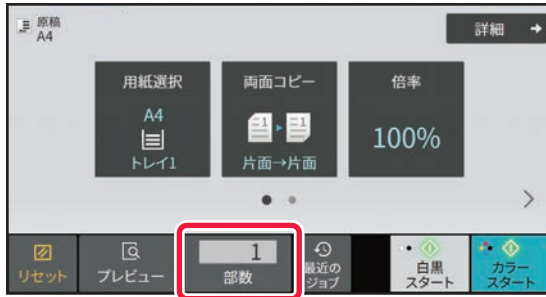 原稿
A4
詳細
用紙選択
A4
トレイ1
両面コピー
1
1
片面→片面
倍率
100%
リセット
プレビュー
1
部数
最近の
ジョブ
白黒
スタート
カラー
スタート